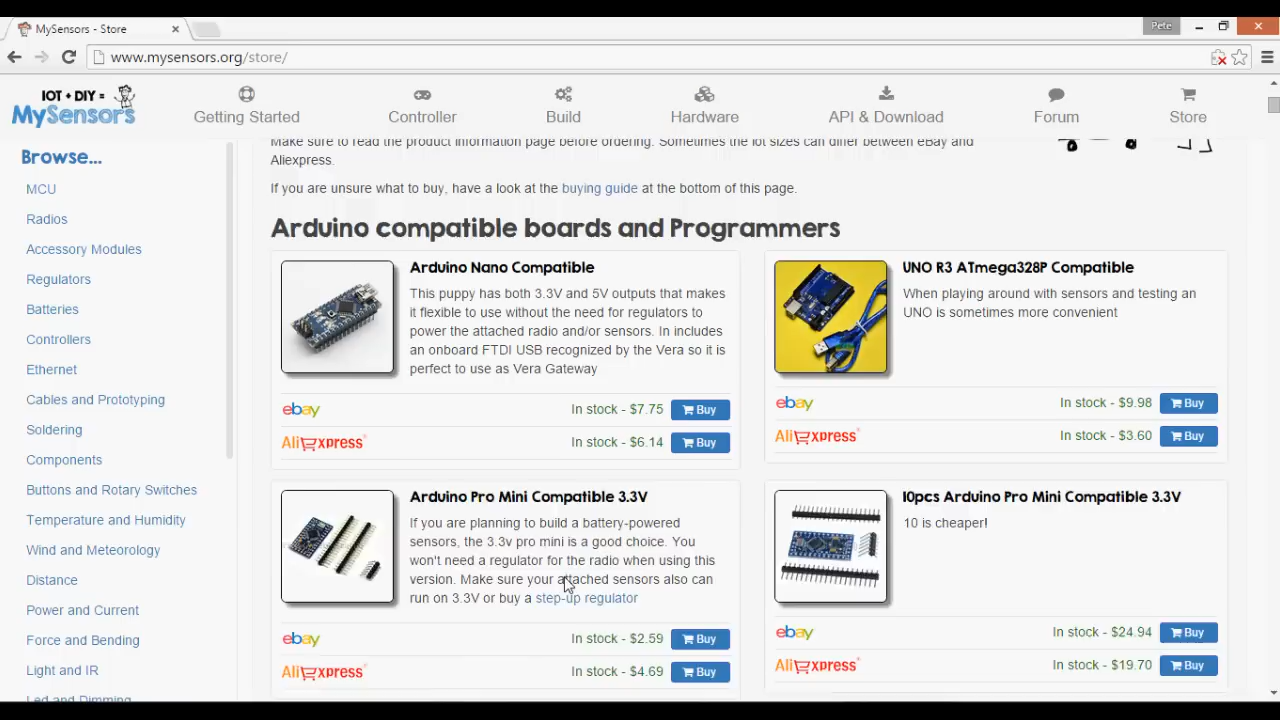 MySensors - Store
Pete
www.mysensors.org/store/
IOT + DIY =
MySensors
Getting Started
Controller
Build
Hardware
API & Download
Forum
Store
Browse...
MCU
Radios
Accessory Modules
Regulators
Batteries
Controllers
Ethernet
Cables and Prototyping
Soldering
Components
Buttons and Rotary Switches
Temperature and Humidity
Wind and Meteorology
Distance
Power and Current
Force and Bending
Light and IR
Led and Dimming
Make sure to read the product information page before ordering. Sometimes the lot sizes can differ between eBay and
Aliexpress.
If you are unsure what to buy, have a look at the buying guide at the bottom of this page.
Arduino compatible boards and Programmers
Arduino Nano Compatible
This puppy has both 3.3V and 5V outputs that makes
it flexible to use without the need for regulators to
power the attached radio and/or sensors. In includes
an onboard FTDI USB recognized by the Vera so it is
perfect to use as Vera Gateway
ebay In stock - $7.75 Buy
AliExpress In stock - $6.14 Buy
UNO R3 ATmega328P Compatible
When playing around with sensors and testing an
UNO is sometimes more convenient
ebay In stock - $9.98 Buy
AliExpress In stock - $3.60 Buy
Arduino Pro Mini Compatible 3.3V
If you are planning to build a battery-powered
sensors, the 3.3v pro mini is a good choice. You
won't need a regulator for the radio when using this
version. Make sure your attached sensors also can
run on 3.3V or buy a step-up regulator
ebay In stock - $2.59 Buy
AliExpress In stock - $4.69 Buy
10pcs Arduino Pro Mini Compatible 3.3V
10 is cheaper!
ebay In stock - $24.94 Buy
AliExpress In stock - $19.70 Buy